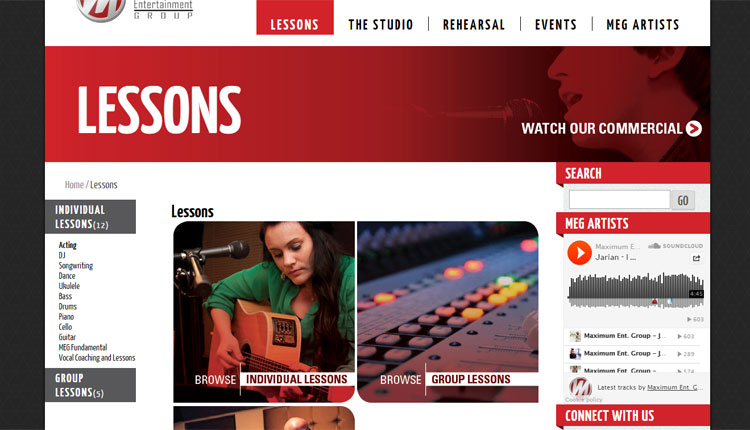 Entertainment
GROUP
LESSONS
THE STUDIO
REHEARSAL
EVENTS
MEG ARTISTS
LESSONS
WATCH OUR COMMERCIAL
Home / Lessons
INDIVIDUAL
LESSONS(12)
Acting
DJ
Songwriting
Dance
Ukulele
Bass
Drums
Piano
Cello
Guitar
MEG Fundamental
Vocal Coaching and Lessons
GROUP
LESSONS(5)
Lessons
BROWSE INDIVIDUAL LESSONS
BROWSE GROUP LESSONS
SEARCH
GO
MEG ARTISTS
Maximum E...
SOUNDCLOUD
Jarian - I ...
4:45
603
Maximum Ent. Group - J... 603
Maximum Ent. Group - J... 289
Maximum Ent. Group - J... 574
Latest tracks by Maximum Ent. G...
Cookie policy
CONNECT WITH US